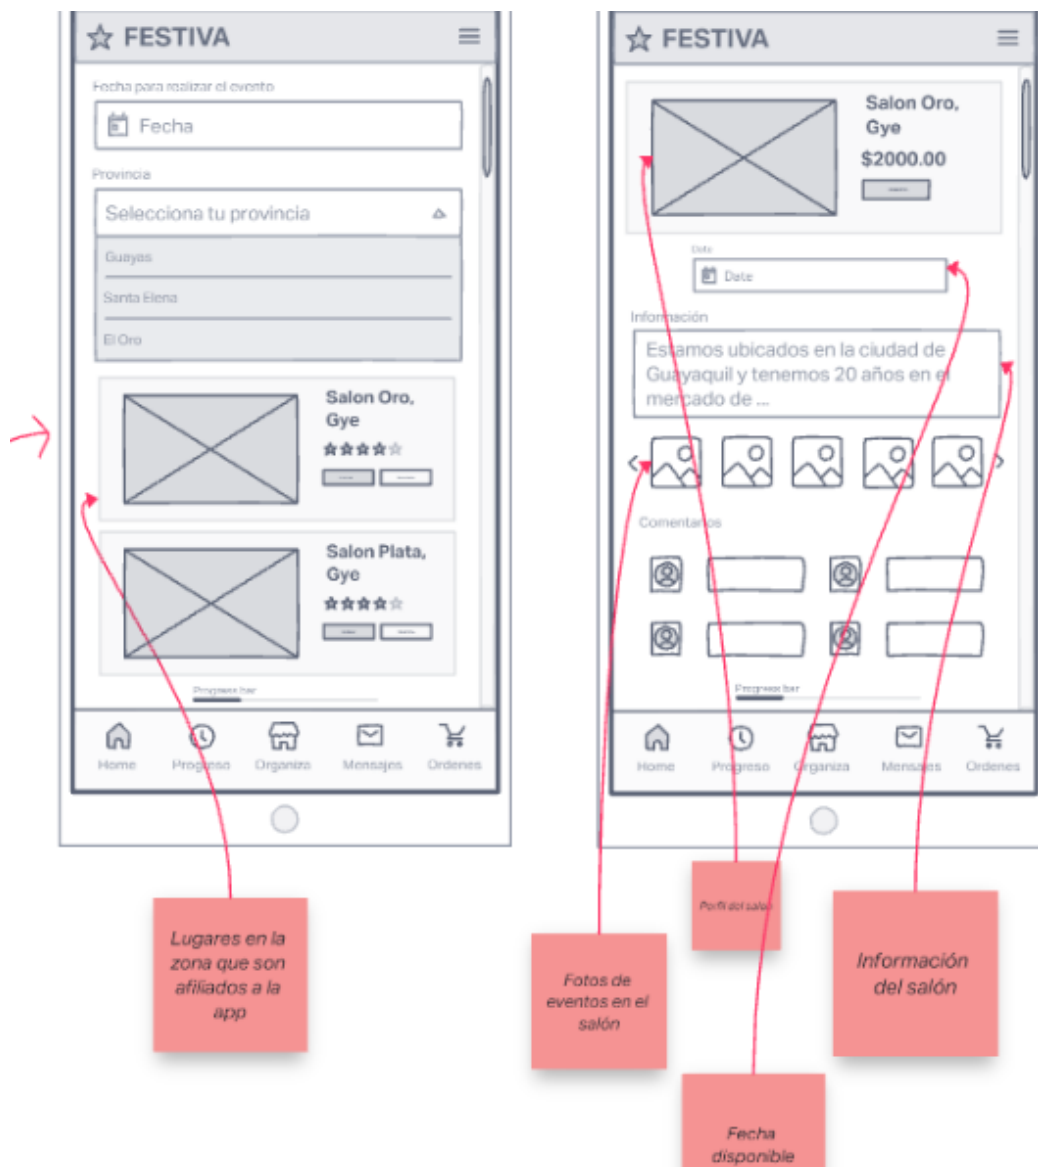 FESTIVA
Fecha para realizar el evento
Fecha
Provincia
Selecciona tu provincia
Guayas
Santa Elena
El Oro
Salon Oro,
Gye
Salon Plata,
Gye
Progress bar
Home
Progreso
Organiza
Mensajes
Ordenes
Lugares en la
zona que son
afiliados a la
app
FESTIVA
Salon Oro,
Gye
$2000.00
Date
Date
Información
Estamos ubicados en la ciudad de
Guayaquil y tenemos 20 años en el
mercado de ...
Comentarios
Progress bar
Home
Progreso
Organiza
Mensajes
Ordenes
Perfil del salón
Fotos de
eventos en el
salón
Información
del salón
Fecha
disponible